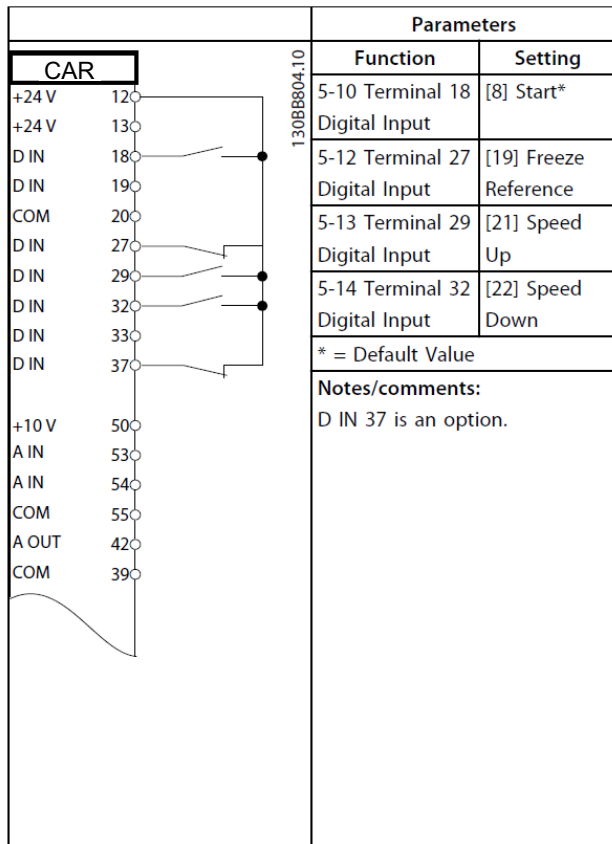 CAR
+24 V 12
+24 V 13
D IN 18
D IN 19
COM 20
D IN 27
D IN 29
D IN 32
D IN 33
D IN 37
+10 V 50
A IN 53
A IN 54
COM 55
A OUT 42
COM 39
130BB804.10
Parameters
Function Setting
5-10 Terminal 18 [8] Start*
Digital Input
5-12 Terminal 27 [19] Freeze
Digital Input Reference
5-13 Terminal 29 [21] Speed
Digital Input Up
5-14 Terminal 32 [22] Speed
Digital Input Down
* = Default Value
Notes/comments:
D IN 37 is an option.